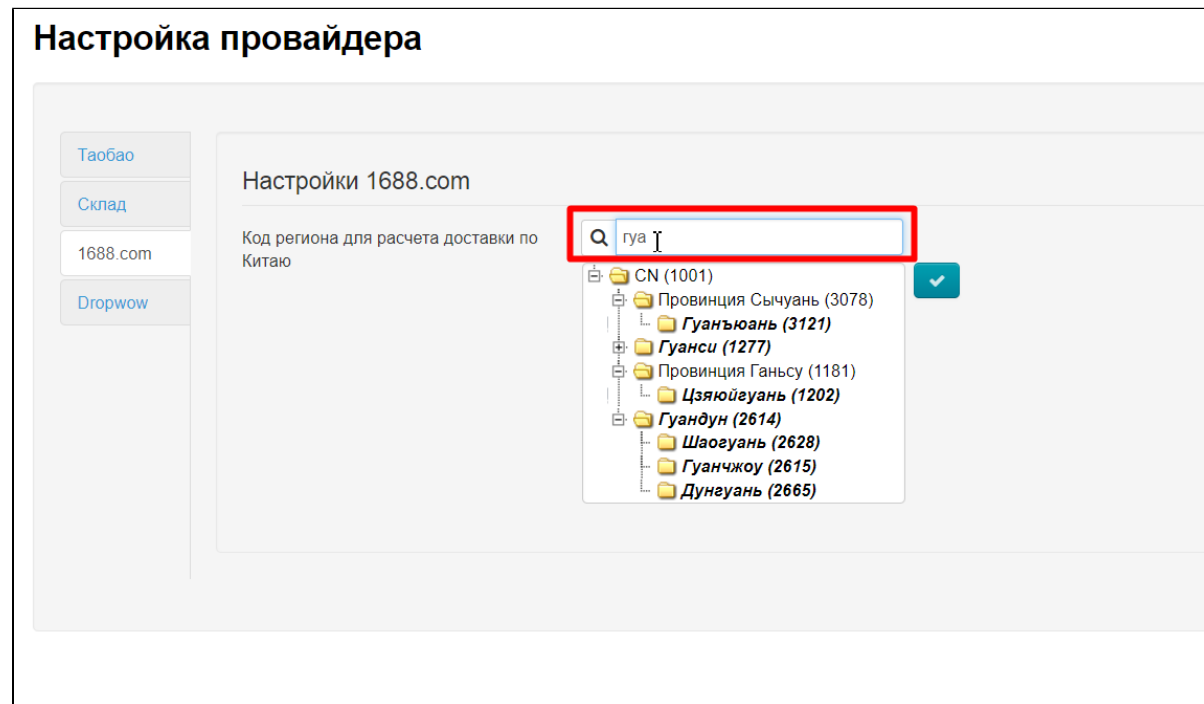 Настройка провайдера
Таобао
Склад
1688.com
Dropwow
Настройки 1688.com
Код региона для расчета доставки по
Китаю
гуа
CN (1001)
Провинция Сычуань (3078)
Гуанъюань (3121)
Гуанси (1277)
Провинция Ганьсу (1181)
Цзяюйгуань (1202)
Гуандун (2614)
Шаогуань (2628)
Гуанчжоу (2615)
Дунгуань (2665)